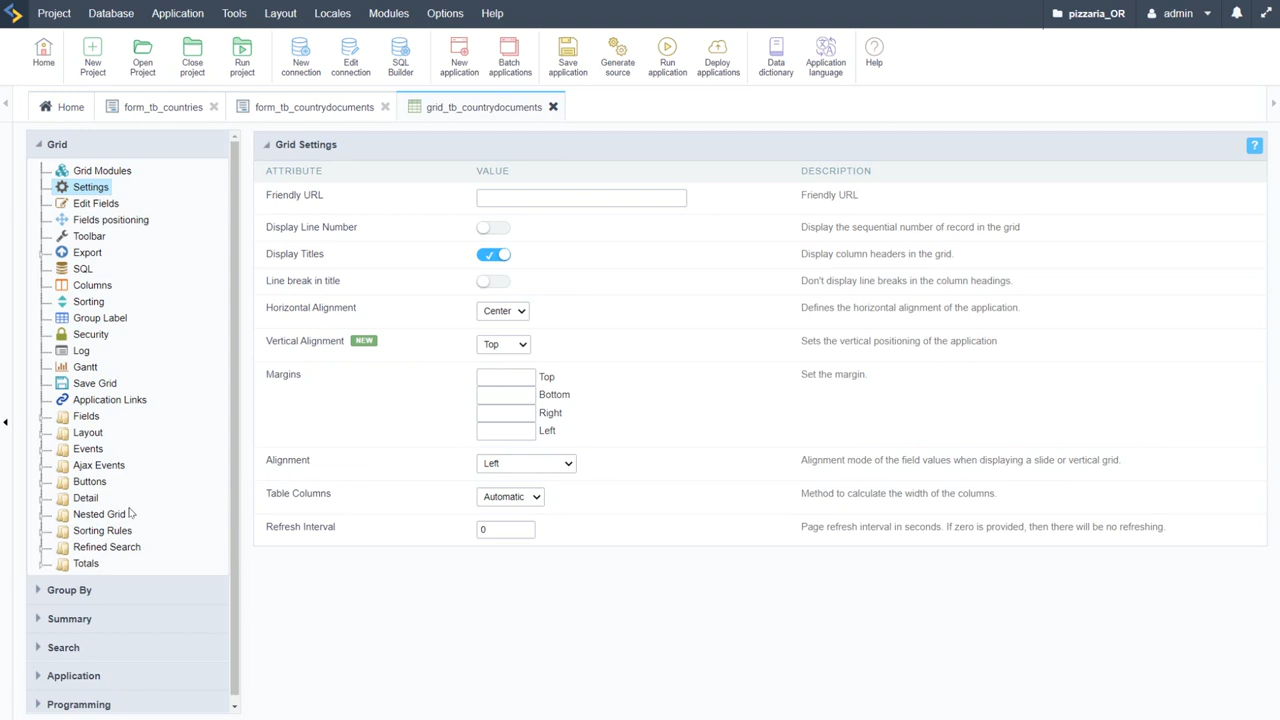 Project Database Application Tools Layout Locales Modules Options Help pizzaria_OR admin
Home New Project Open Project Close project Run project New connection Edit connection SQL Builder New application Batch applications Save application Generate source Run application Deploy applications Data dictionary Application language Help
Home form_tb_countries form_tb_countrydocuments grid_tb_countrydocuments
Grid
Grid Modules
Settings
Edit Fields
Fields positioning
Toolbar
Export
SQL
Columns
Sorting
Group Label
Security
Log
Gantt
Save Grid
Application Links
Fields
Layout
Events
Ajax Events
Buttons
Detail
Nested Grid
Sorting Rules
Refined Search
Totals
Group By
Summary
Search
Application
Programming
Grid Settings ?
ATTRIBUTE VALUE DESCRIPTION
Friendly URL Friendly URL
Display Line Number Display the sequential number of record in the grid
Display Titles Display column headers in the grid.
Line break in title Don't display line breaks in the column headings.
Horizontal Alignment Center Defines the horizontal alignment of the application.
Vertical Alignment NEW Top Sets the vertical positioning of the application
Margins Top Set the margin.
Bottom
Right
Left
Alignment Left Alignment mode of the field values when displaying a slide or vertical grid.
Table Columns Automatic Method to calculate the width of the columns.
Refresh Interval 0 Page refresh interval in seconds. If zero is provided, then there will be no refreshing.